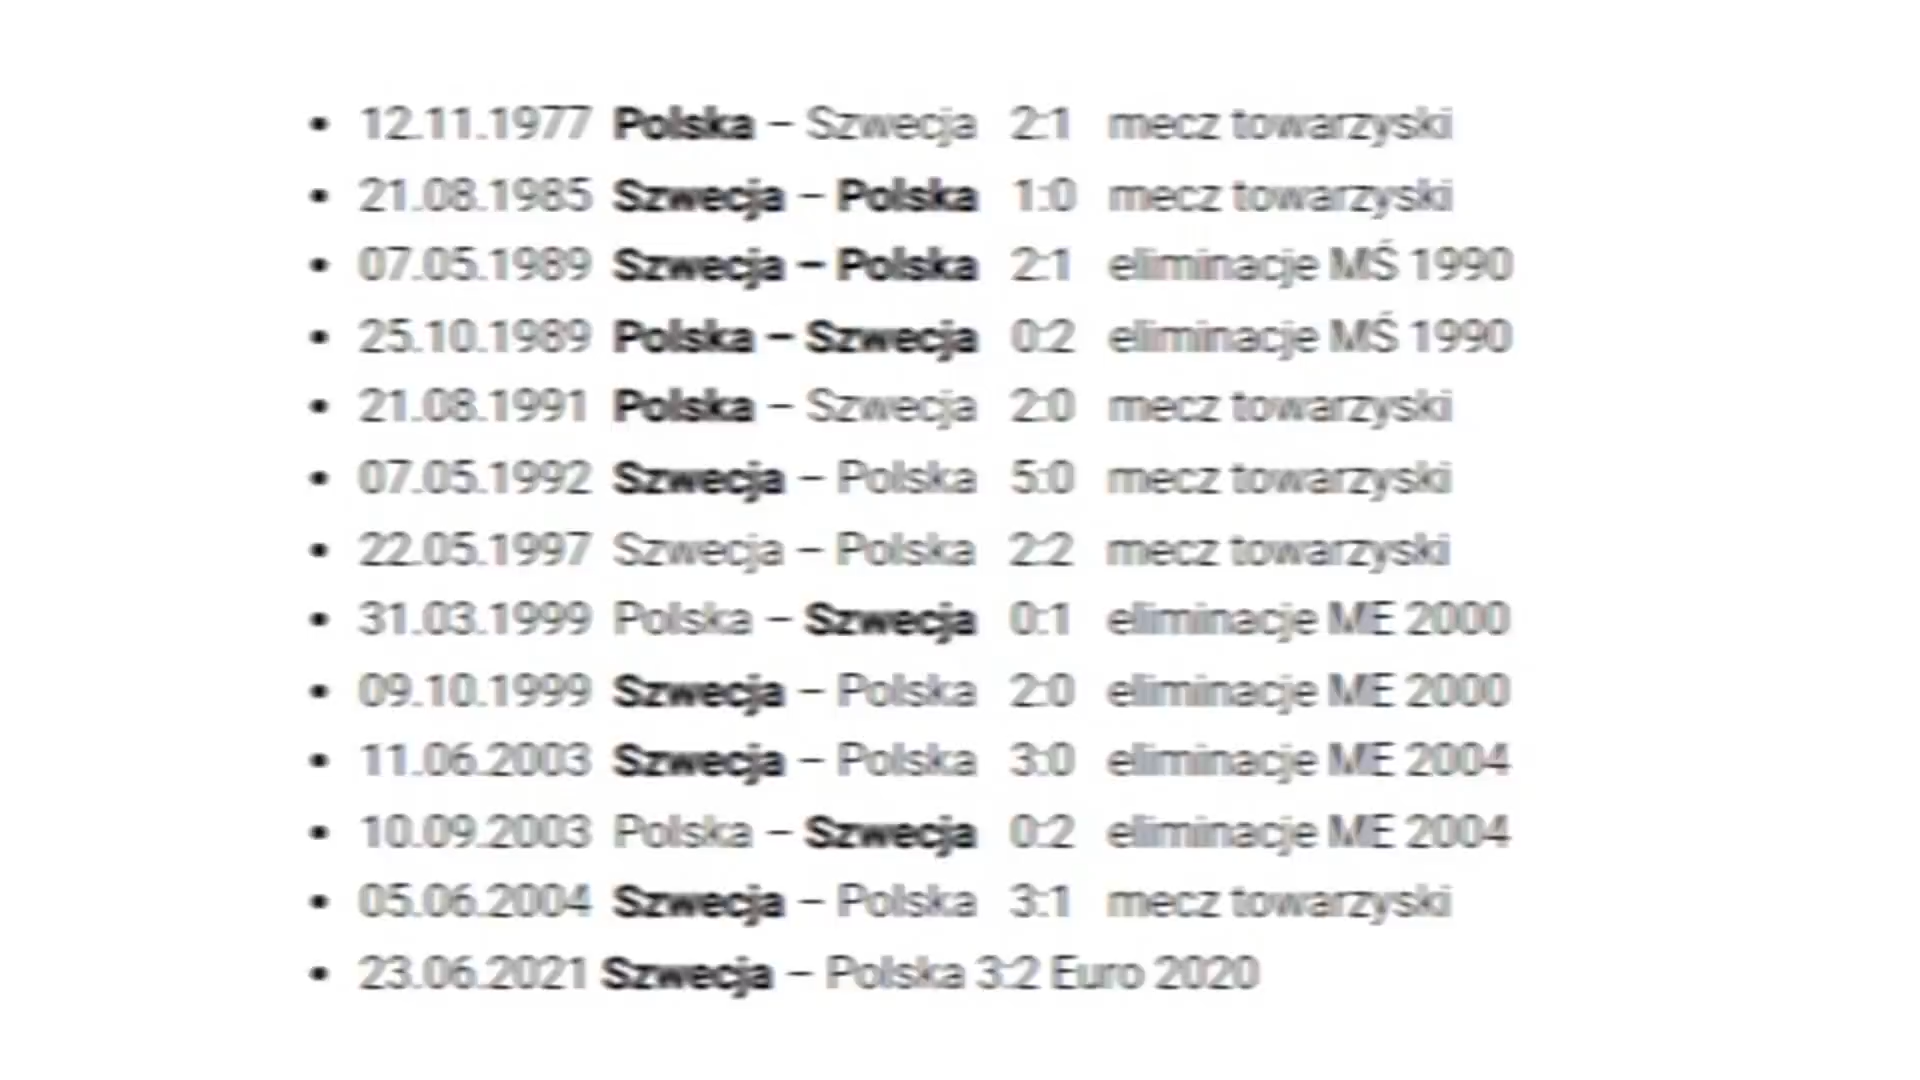 • 12.11.1977 Polska – Szwecja 2:1 mecz towarzyski
• 21.08.1985 Szwecja – Polska 1:0 mecz towarzyski
• 07.05.1989 Szwecja – Polska 2:1 eliminacje MŚ 1990
• 25.10.1989 Polska – Szwecja 0:2 eliminacje MŚ 1990
• 21.08.1991 Polska – Szwecja 2:0 mecz towarzyski
• 07.05.1992 Szwecja – Polska 5:0 mecz towarzyski
• 22.05.1997 Szwecja – Polska 2:2 mecz towarzyski
• 31.03.1999 Polska – Szwecja 0:1 eliminacje ME 2000
• 09.10.1999 Szwecja – Polska 2:0 eliminacje ME 2000
• 11.06.2003 Szwecja – Polska 3:0 eliminacje ME 2004
• 10.09.2003 Polska – Szwecja 0:2 eliminacje ME 2004
• 05.06.2004 Szwecja – Polska 3:1 mecz towarzyski
• 23.06.2021 Szwecja – Polska 3:2 Euro 2020